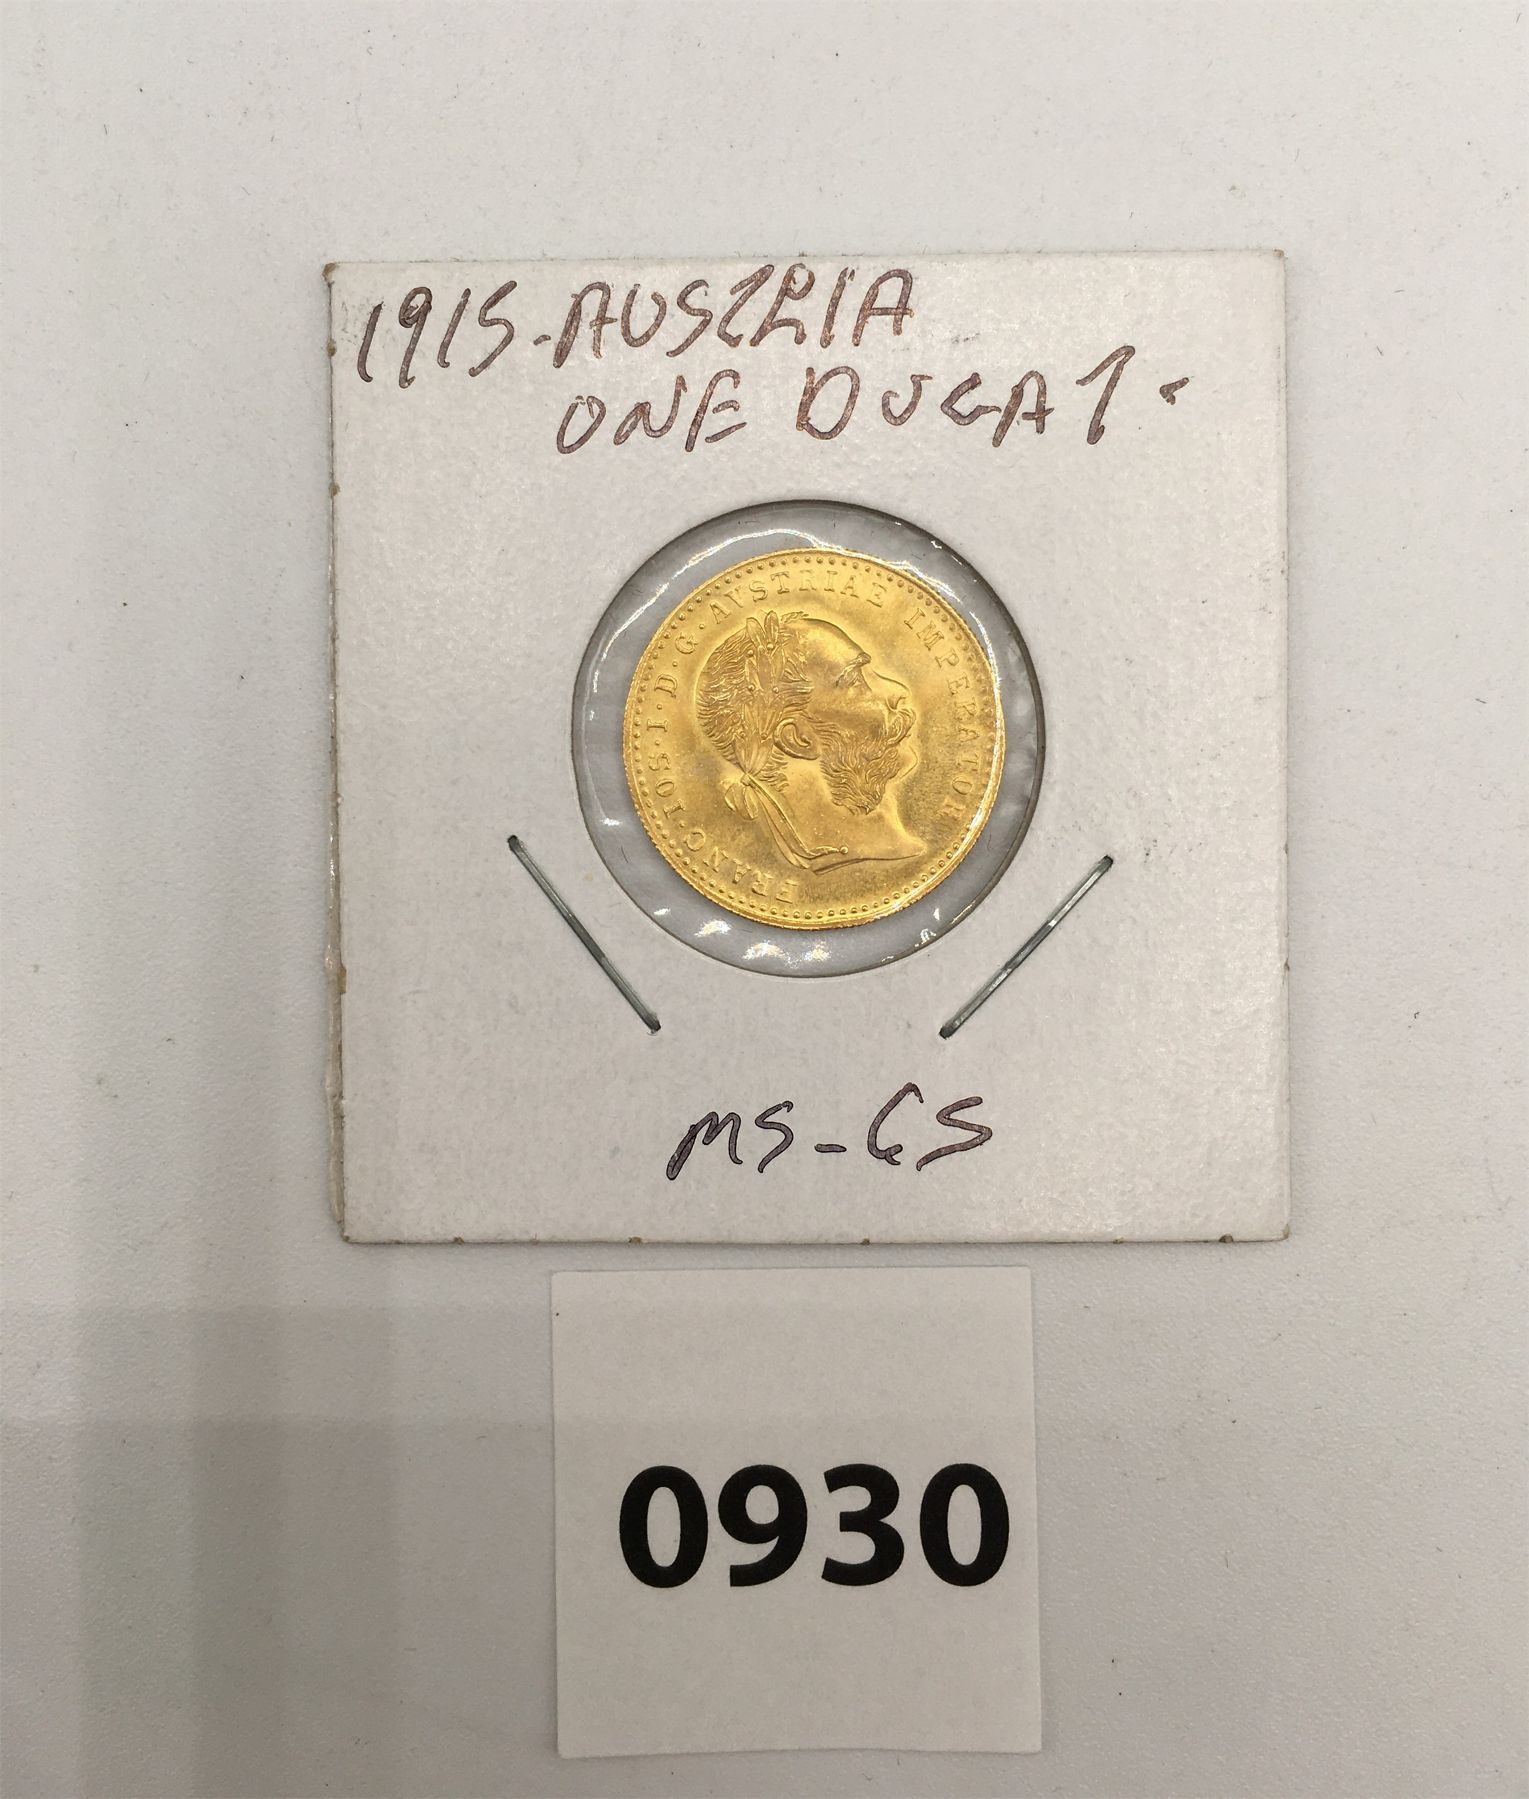 1915-AUSTRIA
ONE DUCAT-
FRANC·IOS·I·D·G·AVSTRIAE IMPERATOR
MS-65
0930